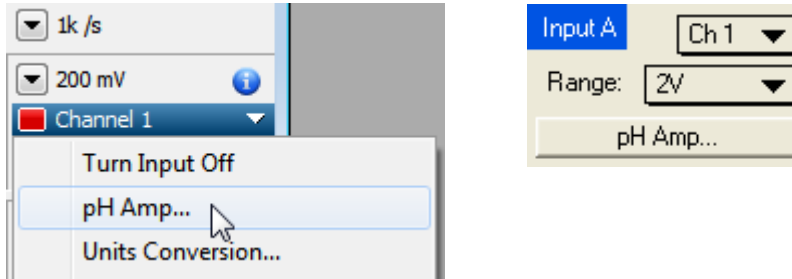 1k /s
200 mV
Channel 1
Turn Input Off
pH Amp...
Units Conversion...
Input A Ch 1
Range: 2V
pH Amp...